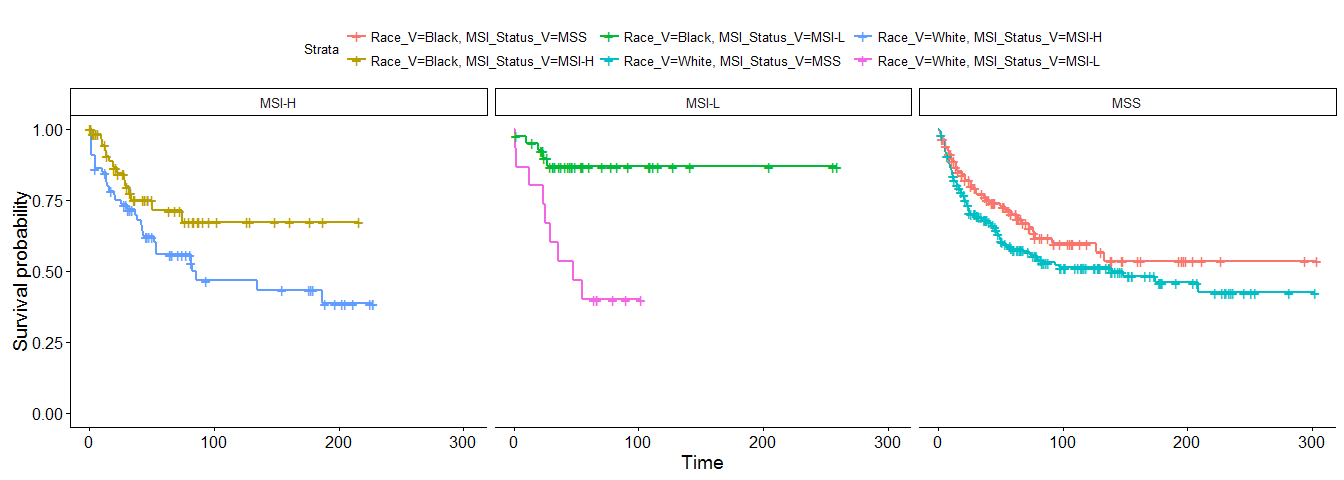 Strata
Race_V=Black, MSI_Status_V=MSS Race_V=Black, MSI_Status_V=MSI-L Race_V=White, MSI_Status_V=MSI-H
Race_V=Black, MSI_Status_V=MSI-H Race_V=White, MSI_Status_V=MSS Race_V=White, MSI_Status_V=MSI-L
MSI-H MSI-L MSS
Survival probability
1.00
0.75
0.50
0.25
0.00
0 100 200 300 0 100 200 300 0 100 200 300
Time